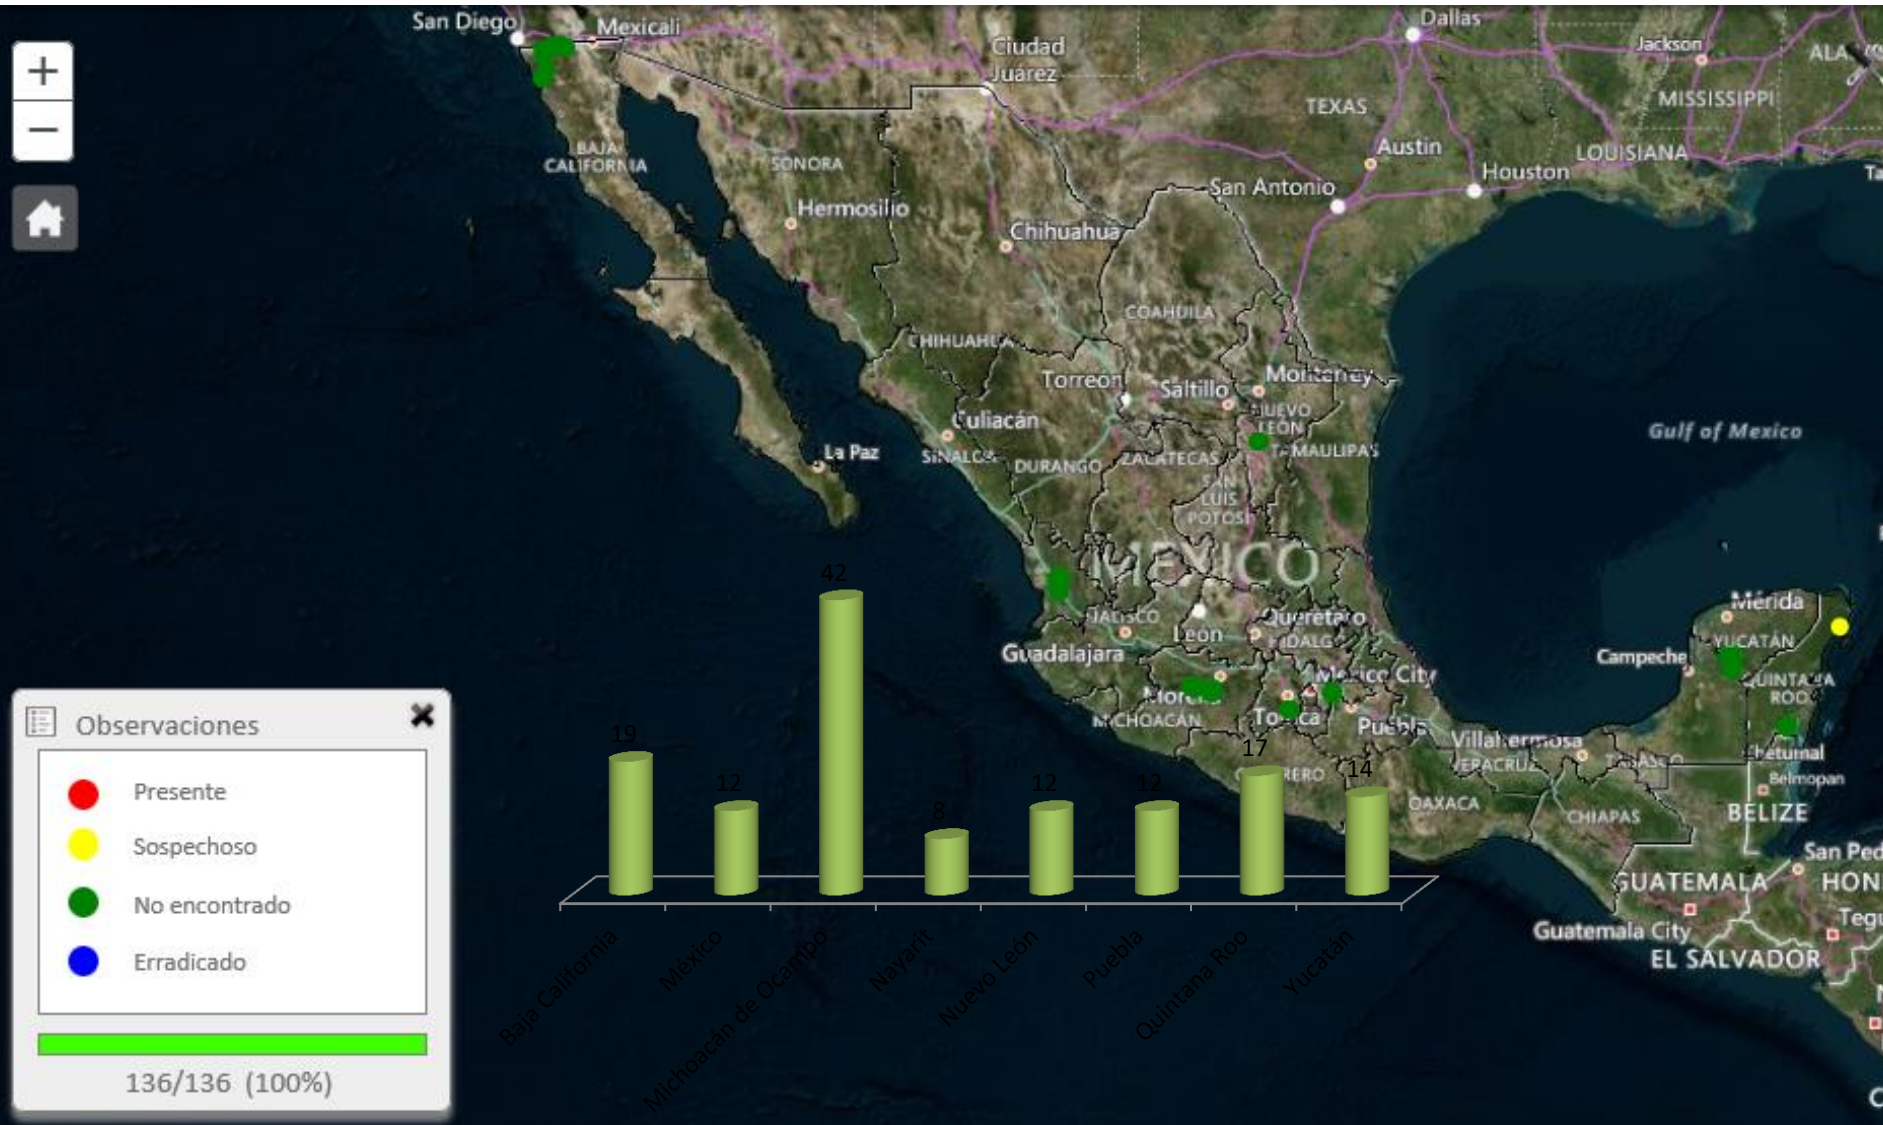 San Diego
Mexicali
Ciudad
Juárez
Dallas
Jackson
TEXAS
MISSISSIPPI
Austin
LOUISIANA
Houston
San Antonio
BAJA
CALIFORNIA
SONORA
Hermosillo
Chihuahua
COAHUILA
CHIHUAHUA
Torreon
Saltillo
Monterrey
NUEVO
LEÓN
Culiacán
SINALOA
DURANGO
ZACATECAS
TAMAULIPAS
La Paz
SAN
LUIS
POTOSÍ
Gulf of Mexico
MEXICO
JALISCO
León
Querétaro
HIDALGO
Guadalajara
Mexico City
Morelia
MICHOACÁN
Toluca
Puebla
Mérida
YUCATÁN
Campeche
QUINTANA
ROO
Villahermosa
VERACRUZ
TABASCO
Chetumal
Belmopan
BELIZE
GUERRERO
OAXACA
CHIAPAS
San Ped
GUATEMALA
HON
Guatemala City
Tegu
EL SALVADOR
Observaciones
Presente
Sospechoso
No encontrado
Erradicado
136/136 (100%)
19
12
42
8
12
12
17
14
Baja California
México
Michoacán de Ocampo
Nayarit
Nuevo León
Puebla
Quintana Roo
Yucatán